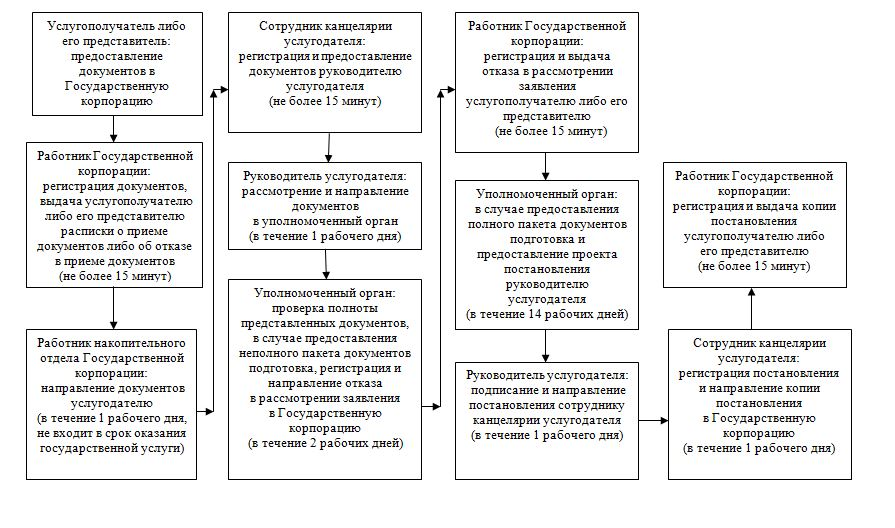 Услугополучатель либо
его представитель:
предоставление
документов в
Государственную
корпорацию
Работник Государственной
корпорации:
регистрация документов,
выдача услугополучателю
либо его представителю
расписки о приеме
документов либо об отказе
в приеме документов
(не более 15 минут)
Работник накопительного
отдела Государственной
корпорации:
направление документов
услугодателю
(в течение 1 рабочего дня,
не входит в срок оказания
государственной услуги)
Сотрудник канцелярии
услугодателя:
регистрация и предоставление
документов руководителю
услугодателя
(не более 15 минут)
Руководитель услугодателя:
рассмотрение и направление
документов
в уполномоченный орган
(в течение 1 рабочего дня)
Уполномоченный орган:
проверка полноты
представленных документов,
в случае предоставления
неполного пакета документов
подготовка, регистрация и
направление отказа
в рассмотрении заявления
в Государственную
корпорацию
(в течение 2 рабочих дней)
Работник Государственной
корпорации:
регистрация и выдача
отказа в рассмотрении
заявления
услугополучателю либо его
представителю
(не более 15 минут)
Уполномоченный орган:
в случае предоставления
полного пакета документов
подготовка и
предоставление проекта
постановления
руководителю
услугодателя
(в течение 14 рабочих дней)
Руководитель услугодателя:
подписание и направление
постановления сотруднику
канцелярии услугодателя
(в течение 1 рабочего дня)
Работник Государственной
корпорации:
регистрация и выдача копии
постановления
услугополучателю либо
его представителю
(не более 15 минут)
Сотрудник канцелярии
услугодателя:
регистрация постановления
и направление копии
постановления
в Государственную
корпорацию
(в течение 1 рабочего дня)